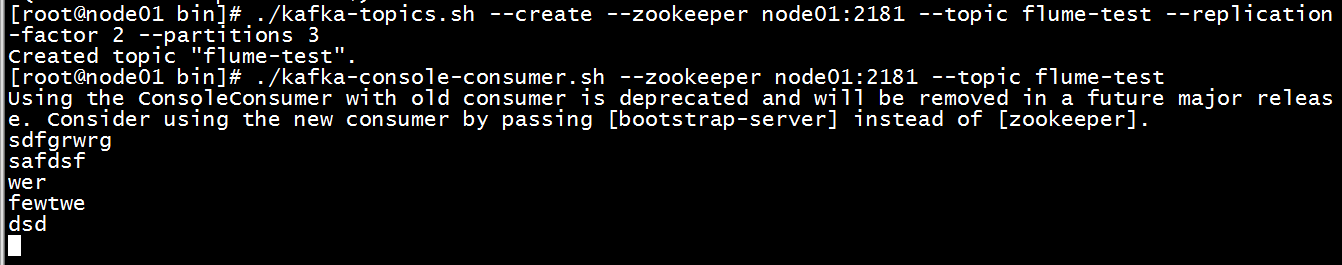 [root@node01 bin]# ./kafka-topics.sh --create --zookeeper node01:2181 --topic flume-test --replication
-factor 2 --partitions 3
Created topic "flume-test".
[root@node01 bin]# ./kafka-console-consumer.sh --zookeeper node01:2181 --topic flume-test
Using the ConsoleConsumer with old consumer is deprecated and will be removed in a future major releas
e. Consider using the new consumer by passing [bootstrap-server] instead of [zookeeper].
sdfgrwrg
safdsf
wer
fewtwe
dsd